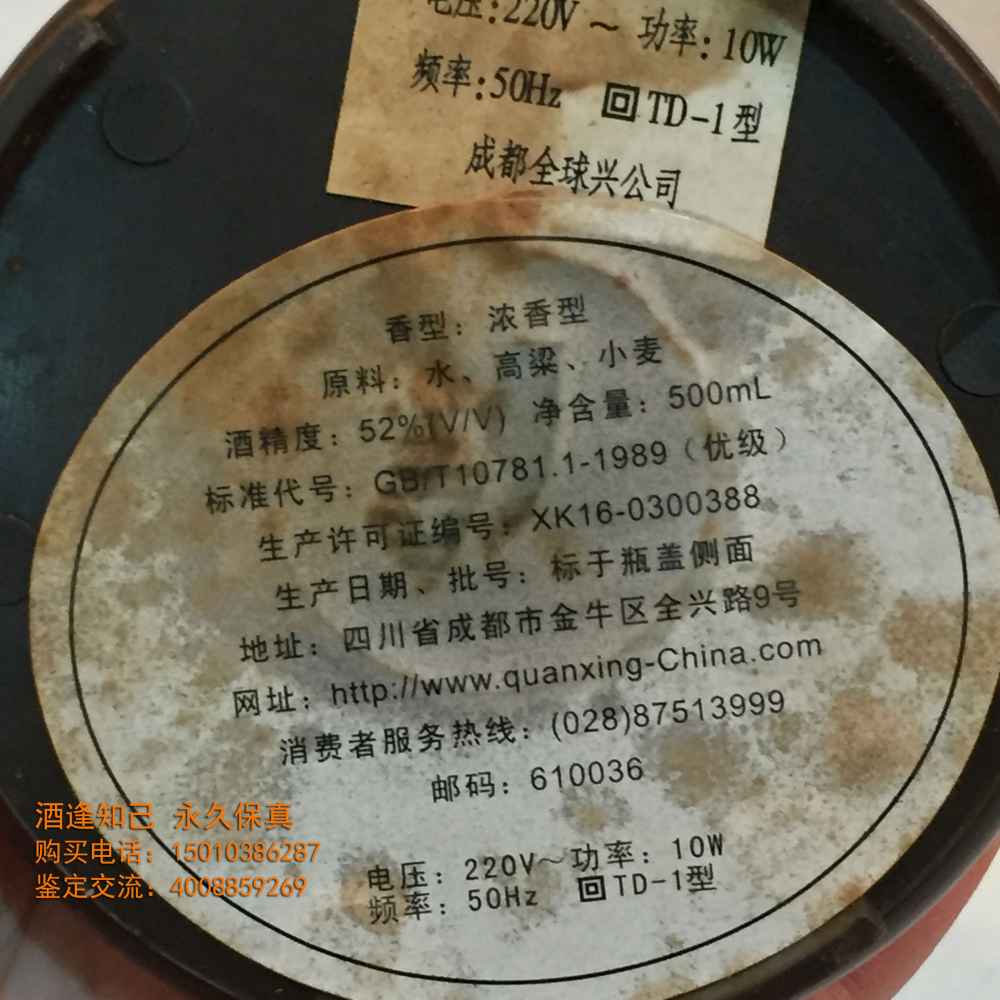 电压:220V～ 功率:10W
频率:50Hz 回TD-1型
成都全球兴公司
香型：浓香型
原料：水、高粱、小麦
酒精度：52%(V/V) 净含量：500mL
标准代号：GB/T10781.1-1989（优级）
生产许可证编号：XK16-0300388
生产日期、批号：标于瓶盖侧面
地址：四川省成都市金牛区全兴路9号
网址：http://www.quanxing-China.com
消费者服务热线：(028)87513999
邮码：610036
电压：220V～功率：10W
频率：50Hz 回TD-1型
酒逢知己 永久保真
购买电话：15010386287
鉴定交流：4008859269